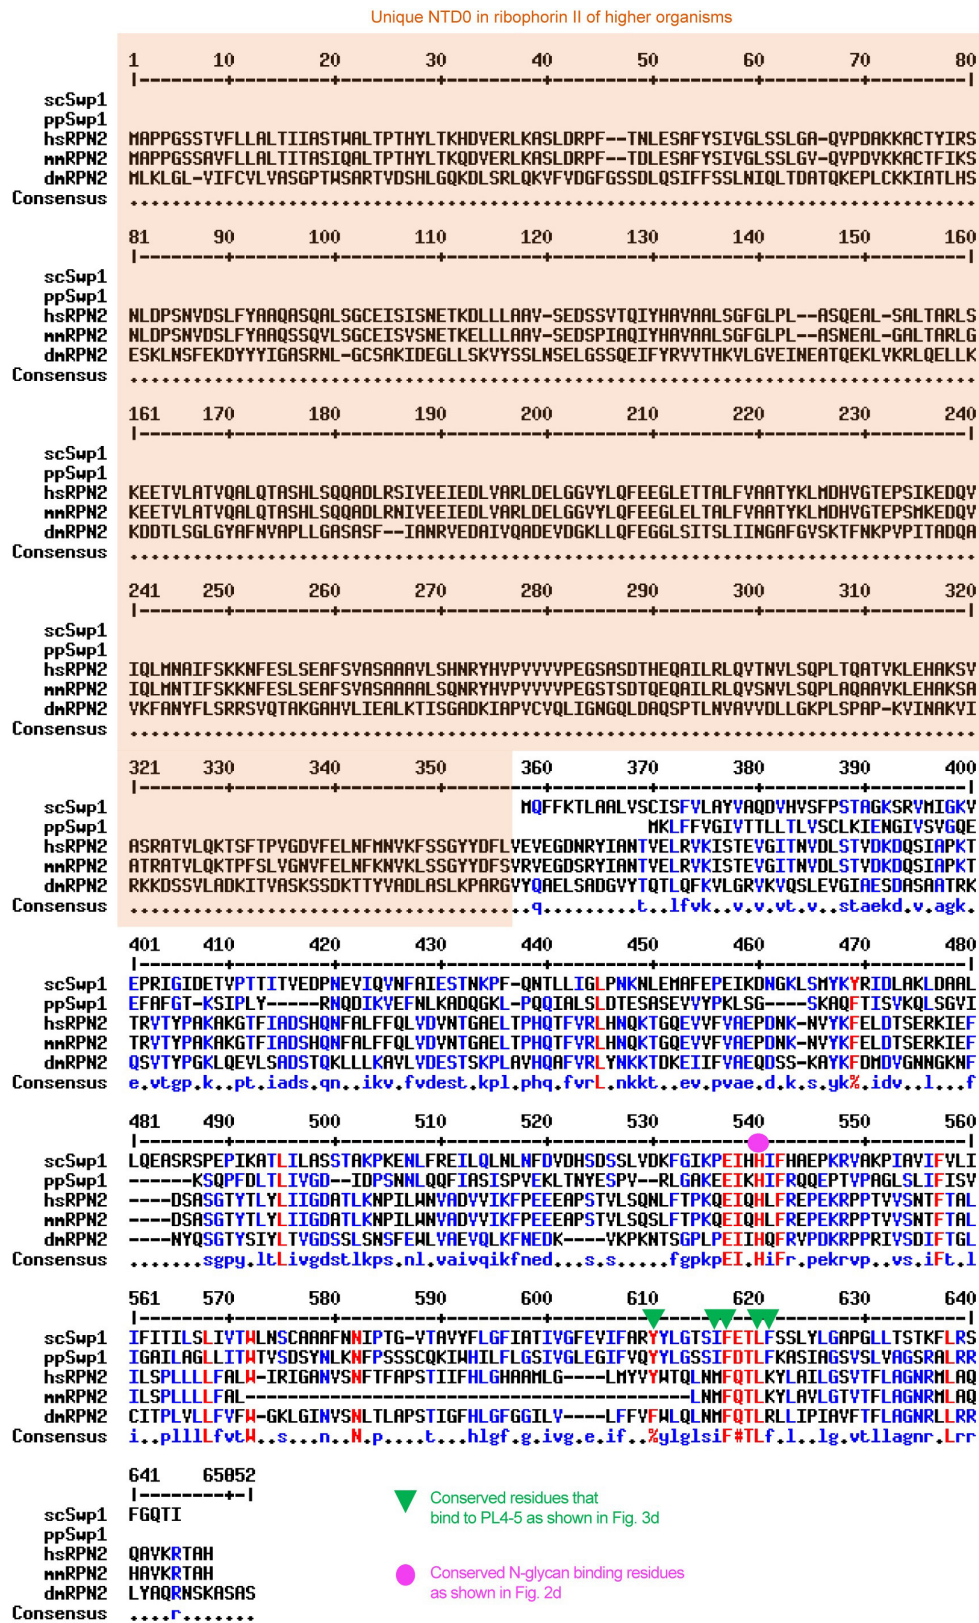 Unique NTD0 in ribophorin II of higher organisms
1 10 20 30 40 50 60 70 80
|--------+---------+---------+---------+---------+---------+---------+---------|
scSwp1
ppSwp1
hsRPN2 MAPPGSSTVFLLALTIIASTWALTPTHYLTKHDVERLKASLDRPF--TNLESAFYSIVGLSSLGA-QVPDAKKACTYIRS
mmRPN2 MAPPGSSAVFLLALTITASIQALTPTHYLTKQDVERLKASLDRPF--TDLESAFYSIVGLSSLGV-QVPDVKKACTFIKS
dmRPN2 MLKLGL-VIFCVLVASGPTWSARTVDSHLGQKDLSRLQKVFVDGFGSSDLQSIFFSSLNIQLTDATQKEPLCKKIATLHS
Consensus ................................................................................
81 90 100 110 120 130 140 150 160
|--------+---------+---------+---------+---------+---------+---------+---------|
scSwp1
ppSwp1
hsRPN2 NLDPSNVDSLFYAAQASQALSGCEISISNETKDLLLAAV-SEDSSVTQIYHAVAALSGFGLPL--ASQEAL-SALTARLS
mmRPN2 NLDPSNVDSLFYAAQSSQVLSGCEISVSNETKELLLAAV-SEDSPIAQIYHAVAALSGFGLPL--ASNEAL-GALTARLG
dmRPN2 ESKLNSFEKDYYYIGASRNL-GCSAKIDEGLLSKVYSSLNSELGSSQEIFYRVVTHKVLGVEINEATQEKLVKRLQELLK
Consensus ................................................................................
161 170 180 190 200 210 220 230 240
|--------+---------+---------+---------+---------+---------+---------+---------|
scSwp1
ppSwp1
hsRPN2 KEETVLATVQALQTASHLSQQADLRSIVEEIEDLVARLDELGGVYLQFEEGLETTALFVAATYKLMDHVGTEPSIKEDQV
mmRPN2 KEETVLATVQALQTASHLSQQADLRNIVEEIEDLVARLDELGGVYLQFEEGLELTALFVAATYKLMDHVGTEPSMKEDQV
dmRPN2 KDDTLSGLGYAFNVAPLLGASASF--IANRVEDAIVQADEVDGKLLQFEGGLSITSLIINGAFGVSKTFNKPVPITADQA
Consensus ................................................................................
241 250 260 270 280 290 300 310 320
|--------+---------+---------+---------+---------+---------+---------+---------|
scSwp1
ppSwp1
hsRPN2 IQLMNAIFSKKNFESLSEAFSVASAAAVLSHNRYHVPVVVVPEGSASDTHEQAILRLQVTNVLSQPLTQATVKLEHAKSV
mmRPN2 IQLMNTIFSKKNFESLSEAFSVASAAAALSQNRYHVPVVVVPEGSTSDTQEQAILRLQVSNVLSQPLAQAAVKLEHAKSA
dmRPN2 VKFANYFLSRRSVQTAKGAHVLIEALKTISGADKIAPVCVQLIGNGQLDAQSPTLNVAVVDLLGKPLSPAP-KVINAKVI
Consensus ................................................................................
321 330 340 350 360 370 380 390 400
|--------+---------+---------+---------+---------+---------+---------+---------|
scSwp1 MQFFKTLAALVSCISFVLAYVAQDVHVSFPSTAGKSRVMIGKV
ppSwp1 MKLFFVGIVTTLLTLVSCLKIENGIVSVGQE
hsRPN2 ASRATVLQKTSFTPVGDVFELNFMNVKFSSGYYDFLVEVEGDNRYIANTVELRVKISTEVGITNVDLSTVDKDQSIAPKT
mmRPN2 ATRATVLQKTPFSLVGNVFELNFKNVKLSSGYYDFSVRVEGDSRYIANTVELRVKISTEVGITNVDLSTVDKDQSIAPKT
dmRPN2 RKKDSSVLADKITVASKSSDKTTYVADLASLKPARGVYQAELSADGVYTQTLQFKVLGRVKVQSLEVGIAESDASAATRK
Consensus .....................................q.........t..lfvk..v.v.vt.v..staekd.v.agk.
401 410 420 430 440 450 460 470 480
|--------+---------+---------+---------+---------+---------+---------+---------|
scSwp1 EPRIGIDETVPTTITVEDPNEVIQVNFAIESTNKPF-QNTLLIGLPNKNLEMAFEPEIKDNGKLSMYKYRIDLAKLDAAL
ppSwp1 EFAFGT-KSIPLY-----RNQDIKVEFNLKADQGKL-PQQIALSLDTESASEVVYPKLSG---SKAQFTISVKQLSGVI
hsRPN2 TRVTYPAKAKGTFIADSHQNFALFFQLVDVNTGAELTPHQTFVRLHNQKTGQEVVFVAEPDNK-NVYKFELDTSERKIEF
mmRPN2 TRVTYPAKAKGTFIADSHQNFALFFQLVDVNTGAELTPHQTFVRLHNQKTGQEVVFVAEPDNK-NVYKFELDTSERKIEF
dmRPN2 QSVTYPGKLQEVLSADSTQKLLLKAVLVDESTSKPLAVHQAFVRLYNKKTDKEIIFVAEQDSS-KAYKFDMDVGNNGKNF
Consensus e.vtgp.k..pt.iads.qn..ikv.fvdest.kpl.phq.fvrL.nkkt..ev.pvae.d.k.s.yk%.idv..l...f
481 490 500 510 520 530 540 550 560
|--------+---------+---------+---------+---------+---------+---------+---------|
scSwp1 LQEASRSPEPIKATLILASSTAKPKENLFREILQLNLNFDVDHSDSSLVDKFGIKPEIHHIFHAEPKRVAKPIAVIFVLI
ppSwp1 ------KSQPFDLTLIVGD--IDPSNNLQQFIASISPVEKLTNYESPV--RLGAKEEIKHIFRQQEPTVPAGLSLIFISV
hsRPN2 ----DSASGTYTLYLIIGDATLKNPILWNVADVVIKFPEEEAPSTVLSQNLFTPKQEIQHLFREPEKRPPTVVSNTFTAL
mmRPN2 ----DSASGTYTLYLIIGDATLKNPILWNVADVVIKFPEEEAPSTVLSQSLFTPKQEIQHLFREPEKRPPTVVSNTFTAL
dmRPN2 ----NYQSGTYSIYLTVGDSSLSNSFEWLVAEVQLKFNEDK----VKPKNTSGPLPEIIHQFRVPDKRPPRIVSDIFTGL
Consensus .......sgpy.ltLivgdstlkps.nl.vaivqikfned...s.s.....fgpkpEI.HiFr.pekrvp..vs.iFt.l
561 570 580 590 600 610 620 630 640
|--------+---------+---------+---------+---------+---------+---------+---------|
scSwp1 IFITILSLIVTWLNSCAAAFNNIPTG-VTAVYFLGFIATIVGFEVIFARYYLGTSIFETLFSSLYLGAPGLLTSTKFLRS
ppSwp1 IGAILAGLLITWTVSDSYNLKNFPSSSCQKIWHILFLGSIVGLEGIFVQYYLGSSIFDTLFKASIAGSVSLVAGSRALRR
hsRPN2 ILSPLLLLFALW-IRIGANVSNFTFAPSTIIFHLGHAAMLG----LMYVYWTQLNMFQTLKYLAILGSVTFLAGNRMLAQ
mmRPN2 ILSPLLLLFAL------------------------------------------LNMFQTLKYLAVLGTVTFLAGNRMLAQ
dmRPN2 CITPLVLLFVFW-GKLGINVSNLTLAPSTIGFHLGFGGILV----LFFVFWLQLNMFQTLRLLIPIAVFTFLAGNRLLRR
Consensus i..plllLfvtW..s...n..N.p....t...hlgf.g.ivg.e.if..%ylglsiF#TLf.l..lg.vtllagnr.Lrr
641 650652
|--------+-|
scSwp1 FGQTI
ppSwp1
hsRPN2 QAVKRTAH
mmRPN2 HAVKRTAH
dmRPN2 LYAQRNSKASAS
Consensus ....r.......
Conserved residues that
bind to PL4-5 as shown in Fig. 3d
Conserved N-glycan binding residues
as shown in Fig. 2d